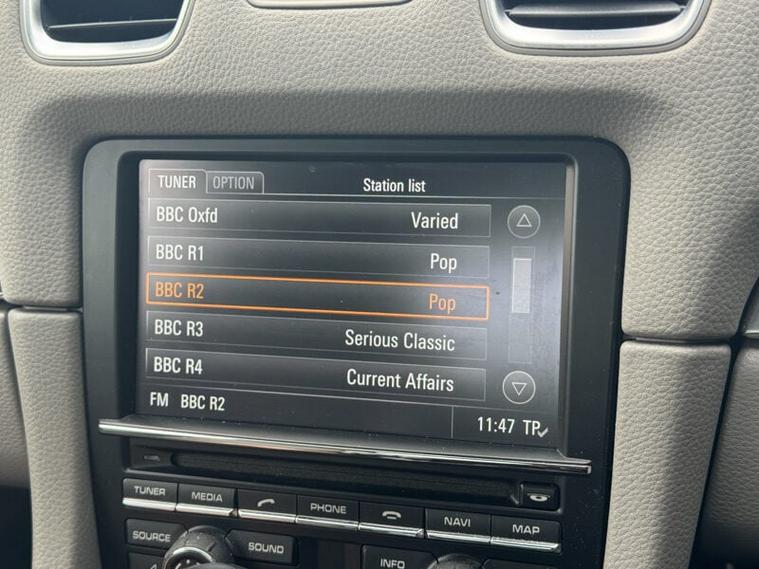 TUNER OPTION Station list
BBC Oxfd Varied
BBC R1 Pop
BBC R2 Pop
BBC R3 Serious Classic
BBC R4 Current Affairs
FM BBC R2 11:47 TP
TUNER MEDIA PHONE NAVI MAP
SOURCE SOUND INFO